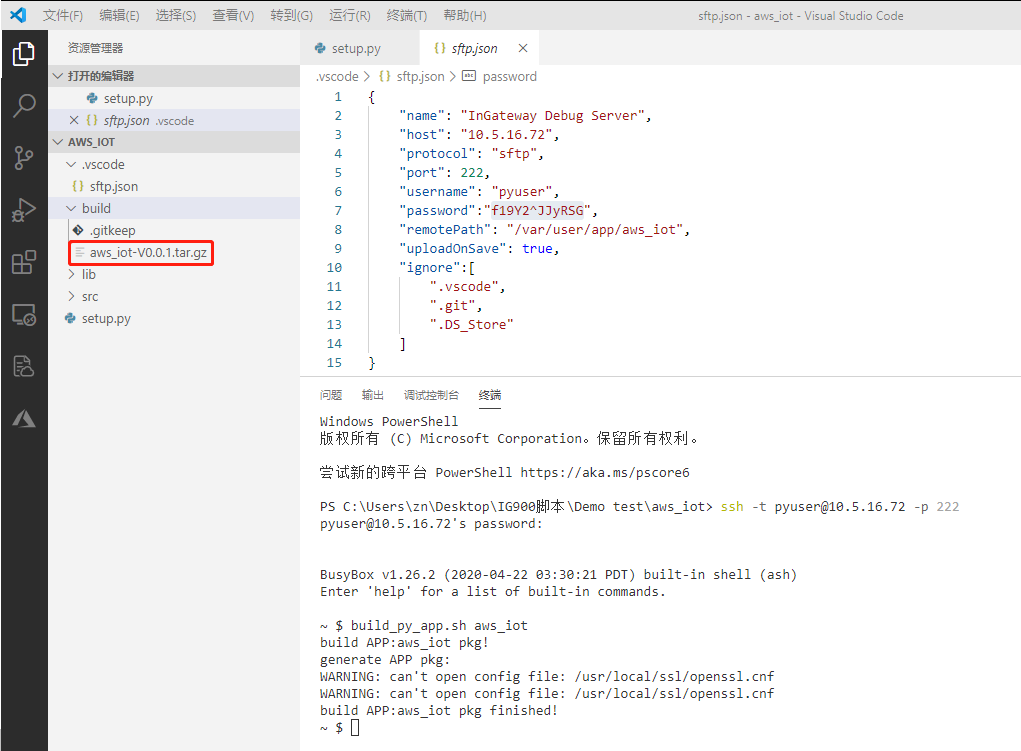 文件(F) 编辑(E) 选择(S) 查看(V) 转到(G) 运行(R) 终端(T) 帮助(H) sftp.json - aws_iot - Visual Studio Code
资源管理器
打开的编辑器
setup.py
sftp.json .vscode
AWS_IOT
.vscode
sftp.json
build
.gitkeep
aws_iot-V0.0.1.tar.gz
lib
src
setup.py
setup.py sftp.json
.vscode > {} sftp.json > abc password
1 {
2 "name": "InGateway Debug Server",
3 "host": "10.5.16.72",
4 "protocol": "sftp",
5 "port": 222,
6 "username": "pyuser",
7 "password":"f19Y2^JJyRSG",
8 "remotePath": "/var/user/app/aws_iot",
9 "uploadOnSave": true,
10 "ignore":[
11 ".vscode",
12 ".git",
13 ".DS_Store"
14 ]
15 }
问题 输出 调试控制台 终端
Windows PowerShell
版权所有 (C) Microsoft Corporation。保留所有权利。
尝试新的跨平台 PowerShell https://aka.ms/pscore6
PS C:\Users\zn\Desktop\IG900脚本\Demo test\aws_iot> ssh -t pyuser@10.5.16.72 -p 222
pyuser@10.5.16.72's password:
BusyBox v1.26.2 (2020-04-22 03:30:21 PDT) built-in shell (ash)
Enter 'help' for a list of built-in commands.
~ $ build_py_app.sh aws_iot
build APP:aws_iot pkg!
generate APP pkg:
WARNING: can't open config file: /usr/local/ssl/openssl.cnf
WARNING: can't open config file: /usr/local/ssl/openssl.cnf
build APP:aws_iot pkg finished!
~ $